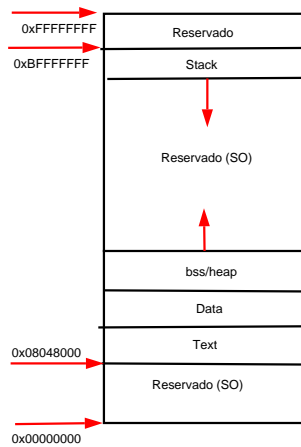 0xFFFFFFFF
Reservado
0xBFFFFFFF
Stack
Reservado (SO)
bss/heap
Data
Text
0x08048000
Reservado (SO)
0x00000000